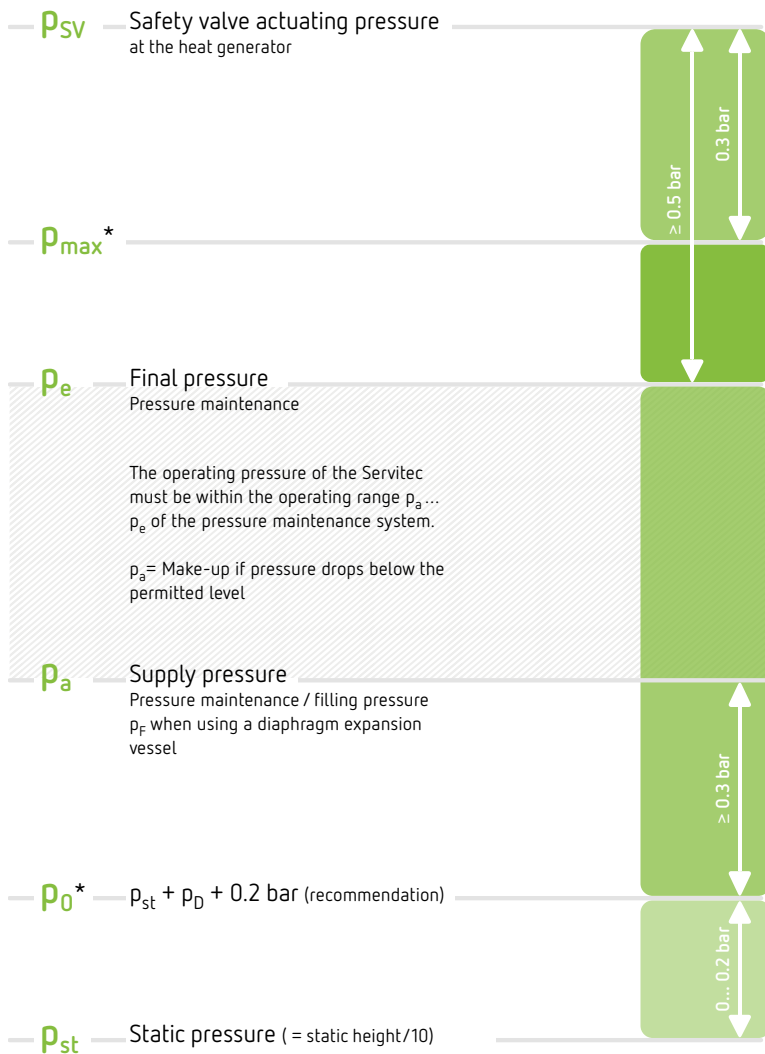 pSV Safety valve actuating pressure
at the heat generator
0.3 bar
≥ 0.5 bar
pmax*
pe Final pressure
Pressure maintenance
The operating pressure of the Servitec
must be within the operating range pa ...
pe of the pressure maintenance system.
pa= Make-up if pressure drops below the
permitted level
pa Supply pressure
Pressure maintenance / filling pressure
pF when using a diaphragm expansion
vessel
≥ 0.3 bar
p0* pst + pD + 0.2 bar (recommendation)
0... 0.2 bar
pst Static pressure ( = static height/10)